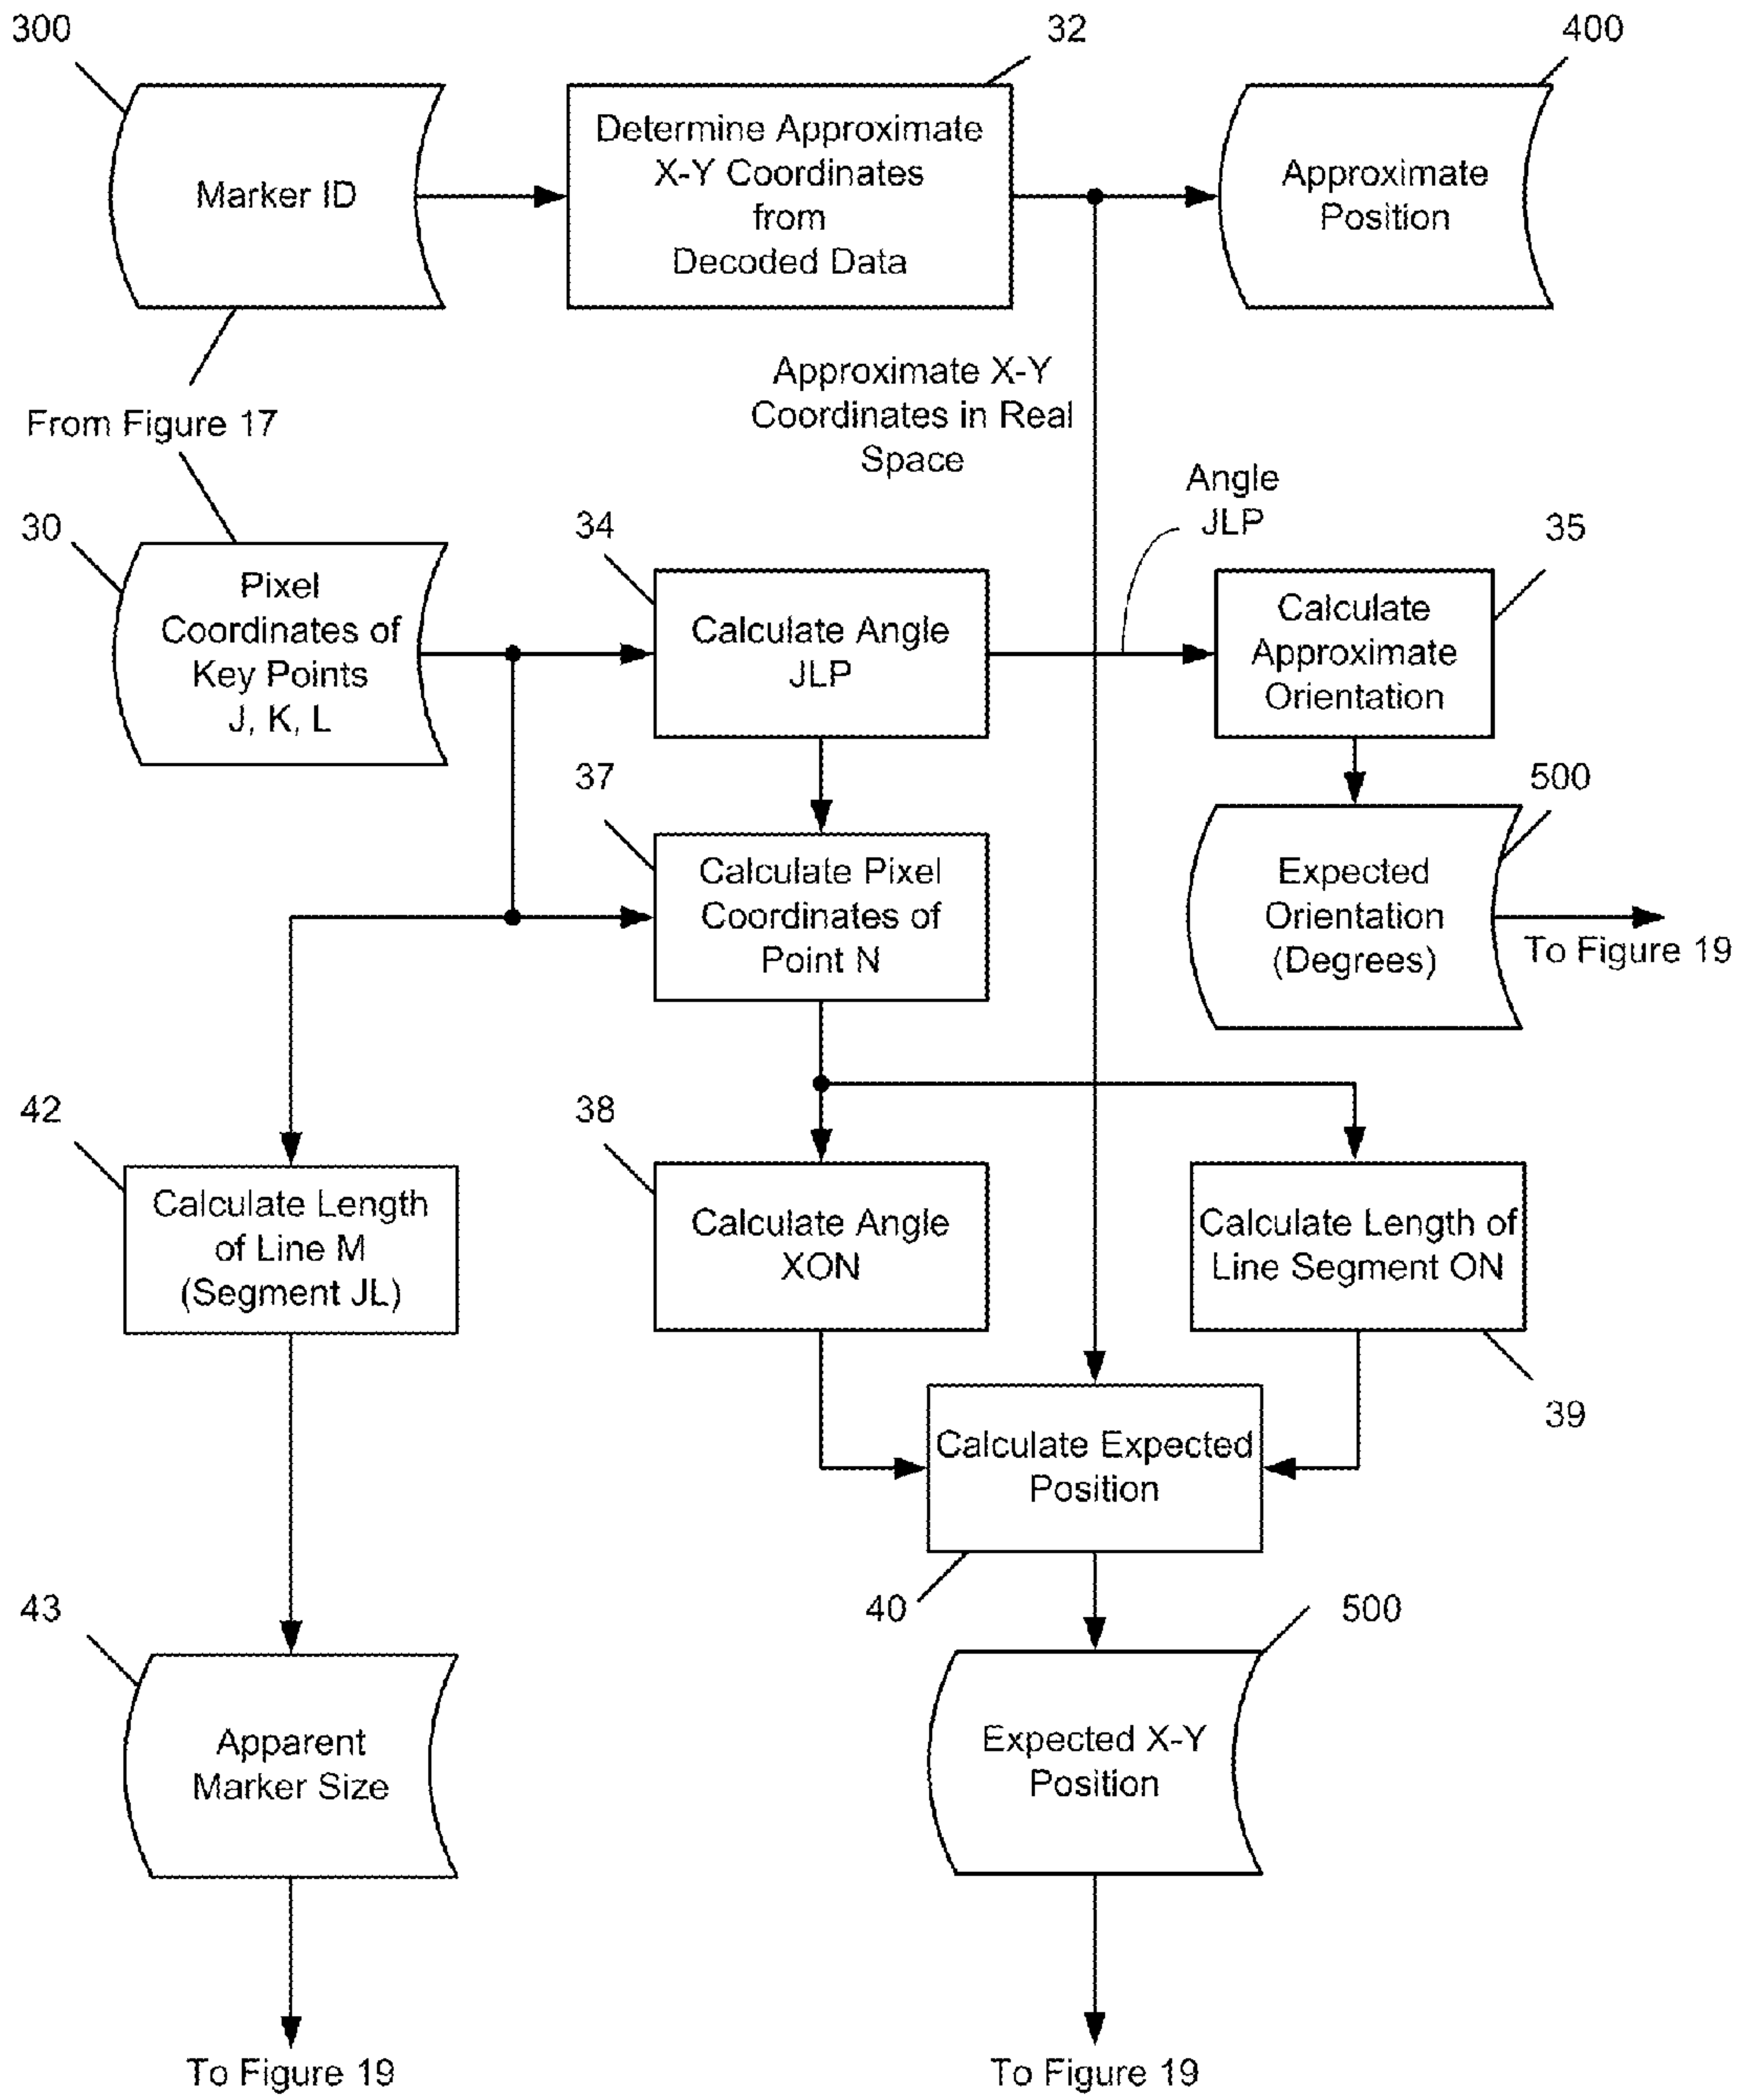 300
32
400
Marker ID
Determine Approximate
X-Y Coordinates
from
Decoded Data
Approximate
Position
From Figure 17
Approximate X-Y
Coordinates in Real
Space
Angle
JLP
30
34
35
Pixel
Coordinates of
Key Points
J, K, L
Calculate Angle
JLP
Calculate
Approximate
Orientation
37
500
Calculate Pixel
Coordinates of
Point N
Expected
Orientation
(Degrees)
To Figure 19
42
38
Calculate Length
of Line M
(Segment JL)
Calculate Angle
XON
Calculate Length of
Line Segment ON
39
Calculate Expected
Position
43
40
500
Apparent
Marker Size
Expected X-Y
Position
To Figure 19
To Figure 19